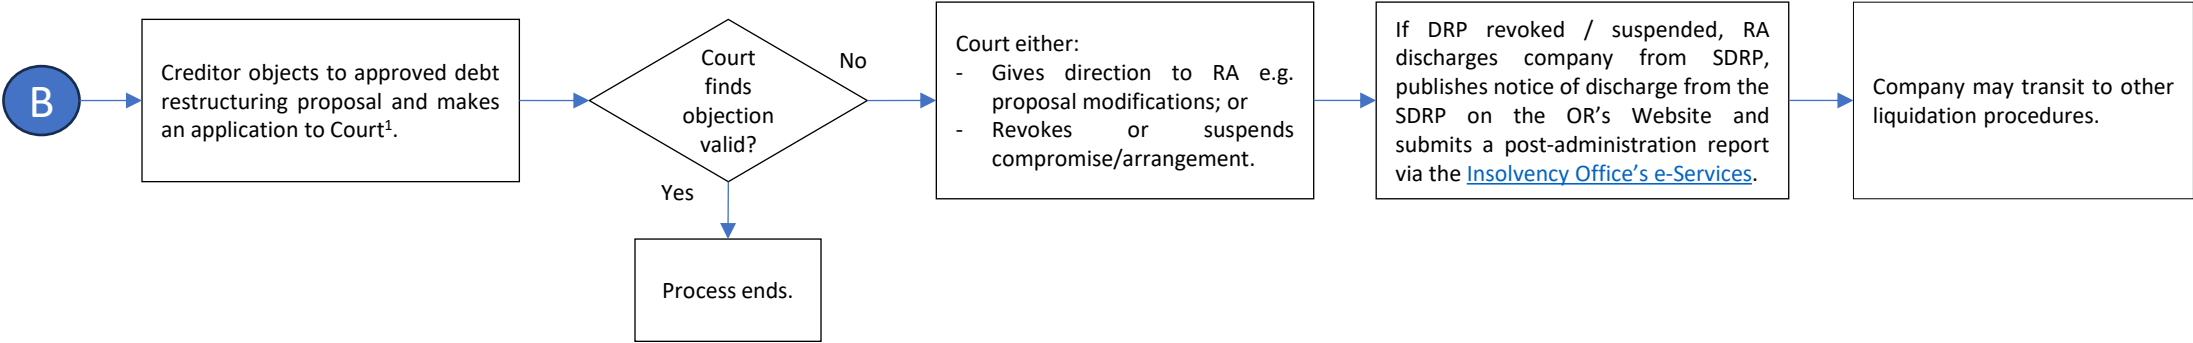 B
Creditor objects to approved debt
restructuring proposal and makes
an application to Court¹.
Court
finds
objection
valid?
No
Yes
Process ends.
Court either:
- Gives direction to RA e.g.
proposal modifications; or
- Revokes or suspends
compromise/arrangement.
If DRP revoked / suspended, RA
discharges company from SDRP,
publishes notice of discharge from the
SDRP on the OR’s Website and
submits a post-administration report
via the Insolvency Office’s e-Services.
Company may transit to other
liquidation procedures.